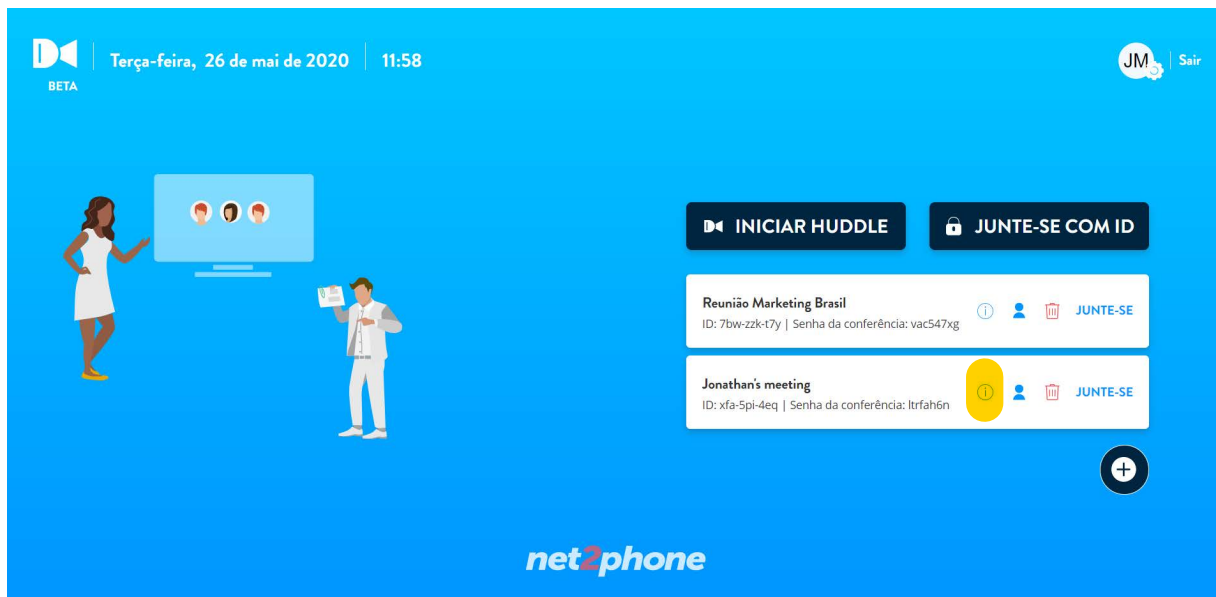 Terça-feira, 26 de mai de 2020
11:58
JM
Sair
BETA
INICIAR HUDDLE
JUNTE-SE COM ID
Reunião Marketing Brasil
ID: 7bw-zzk-t7y | Senha da conferência: vac547xg
JUNTE-SE
Jonathan's meeting
ID: xfa-5pi-4eq | Senha da conferência: ltrfah6n
JUNTE-SE
net2phone